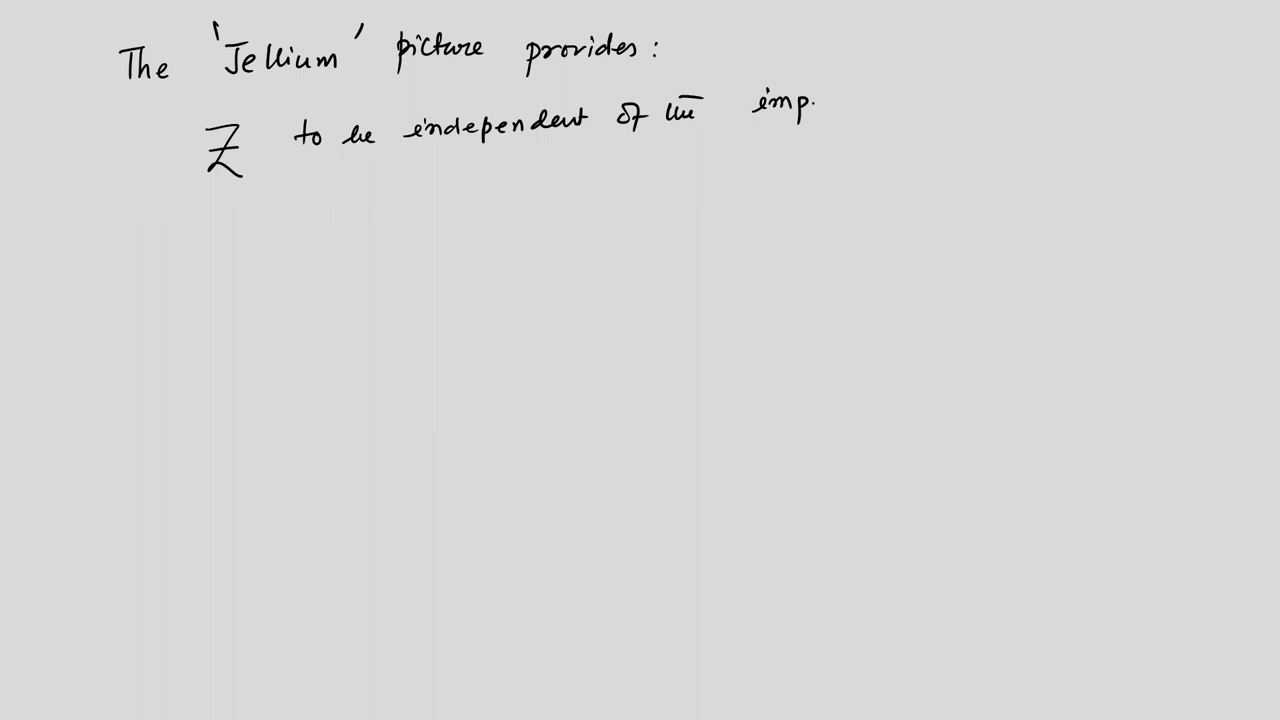 The 'Jellium' picture provides:
Z to be independent of the imp.